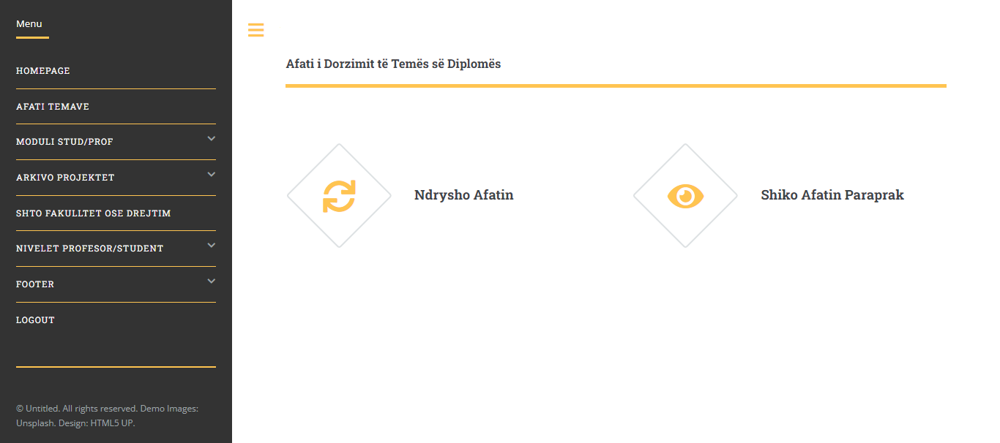 Menu
HOMEPAGE
AFATI TEMAVE
MODULI STUD/PROF
ARKIVO PROJEKTET
SHTO FAKULLTET OSE DREJTIM
NIVELET PROFESOR/STUDENT
FOOTER
LOGOUT
© Untitled. All rights reserved. Demo Images:
Unsplash. Design: HTML5 UP.
Afati i Dorzimit të Temës së Diplomës
Ndrysho Afatin
Shiko Afatin Paraprak